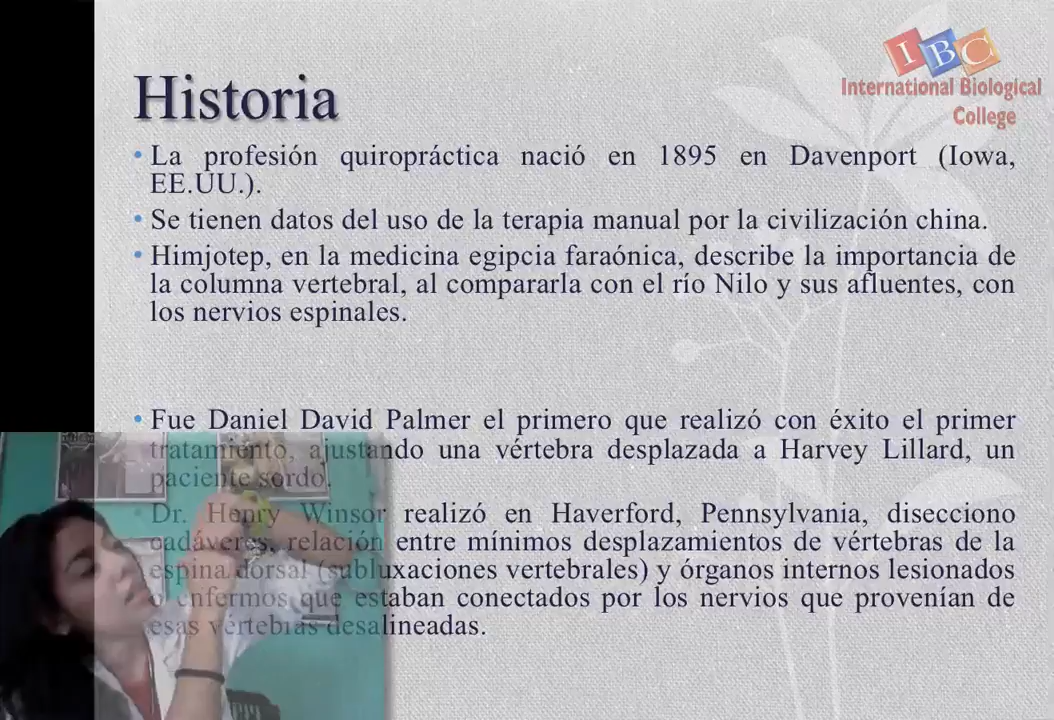 IBC
International Biological
College
Historia
• La profesión quiropráctica nació en 1895 en Davenport (Iowa,
EE.UU.).
• Se tienen datos del uso de la terapia manual por la civilización china.
• Himjotep, en la medicina egipcia faraónica, describe la importancia de
la columna vertebral, al compararla con el río Nilo y sus afluentes, con
los nervios espinales.
• Fue Daniel David Palmer el primero que realizó con éxito el primer
tratamiento, ajustando una vértebra desplazada a Harvey Lillard, un
paciente sordo.
• Dr. Henry Winsor realizó en Haverford, Pennsylvania, disecciono
cadáveres, relación entre mínimos desplazamientos de vértebras de la
espina dorsal (subluxaciones vertebrales) y órganos internos lesionados
o enfermos que estaban conectados por los nervios que provenían de
esas vértebras desalineadas.